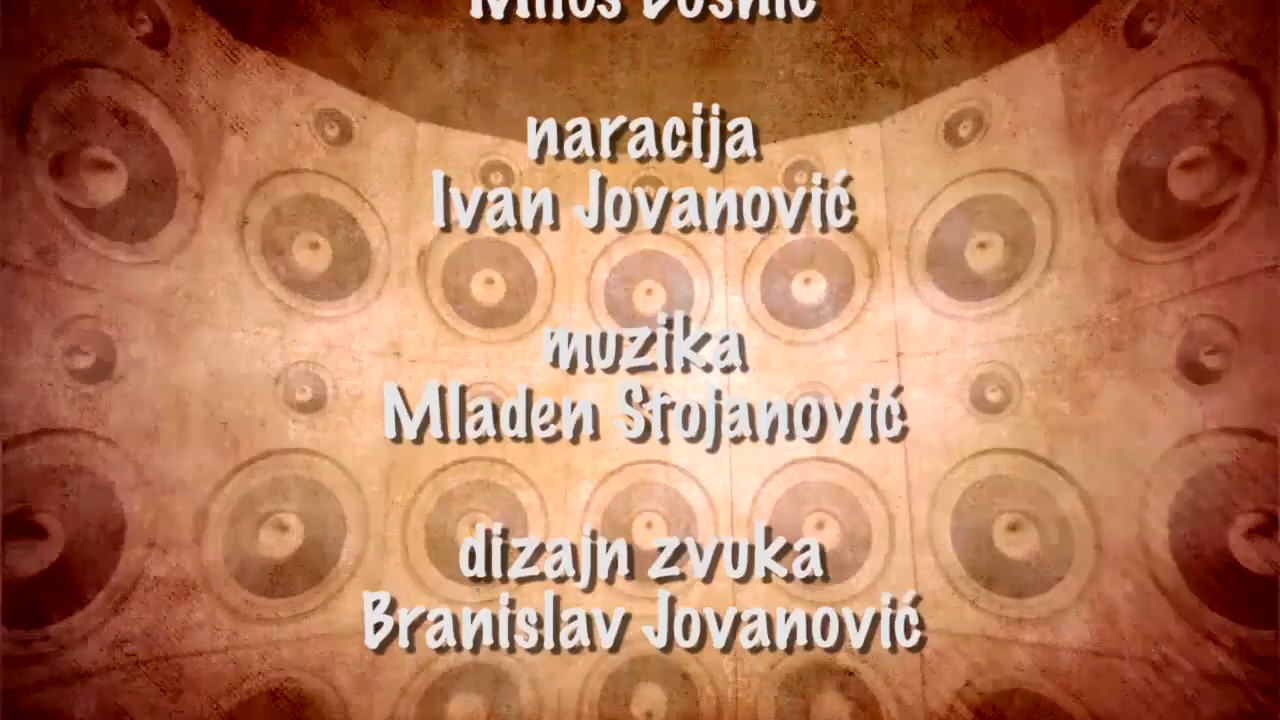 naracija
Ivan Jovanović
muzika
Mladen Stojanović
dizajn zvuka
Branislav Jovanović